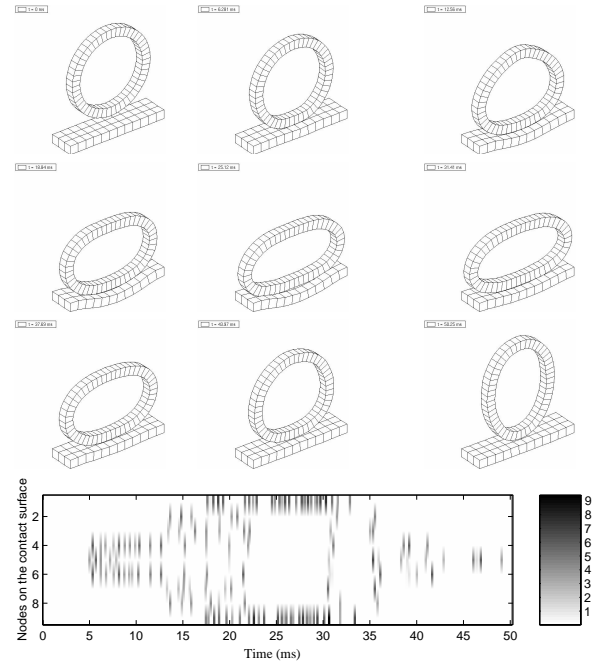 t = 0 ms
t = 6.281 ms
t = 12.56 ms
t = 18.84 ms
t = 25.12 ms
t = 31.41 ms
t = 37.69 ms
t = 43.97 ms
t = 50.25 ms
Nodes on the contact surface
2
4
6
8
0 5 10 15 20 25 30 35 40 45 50
Time (ms)
9
8
7
6
5
4
3
2
1